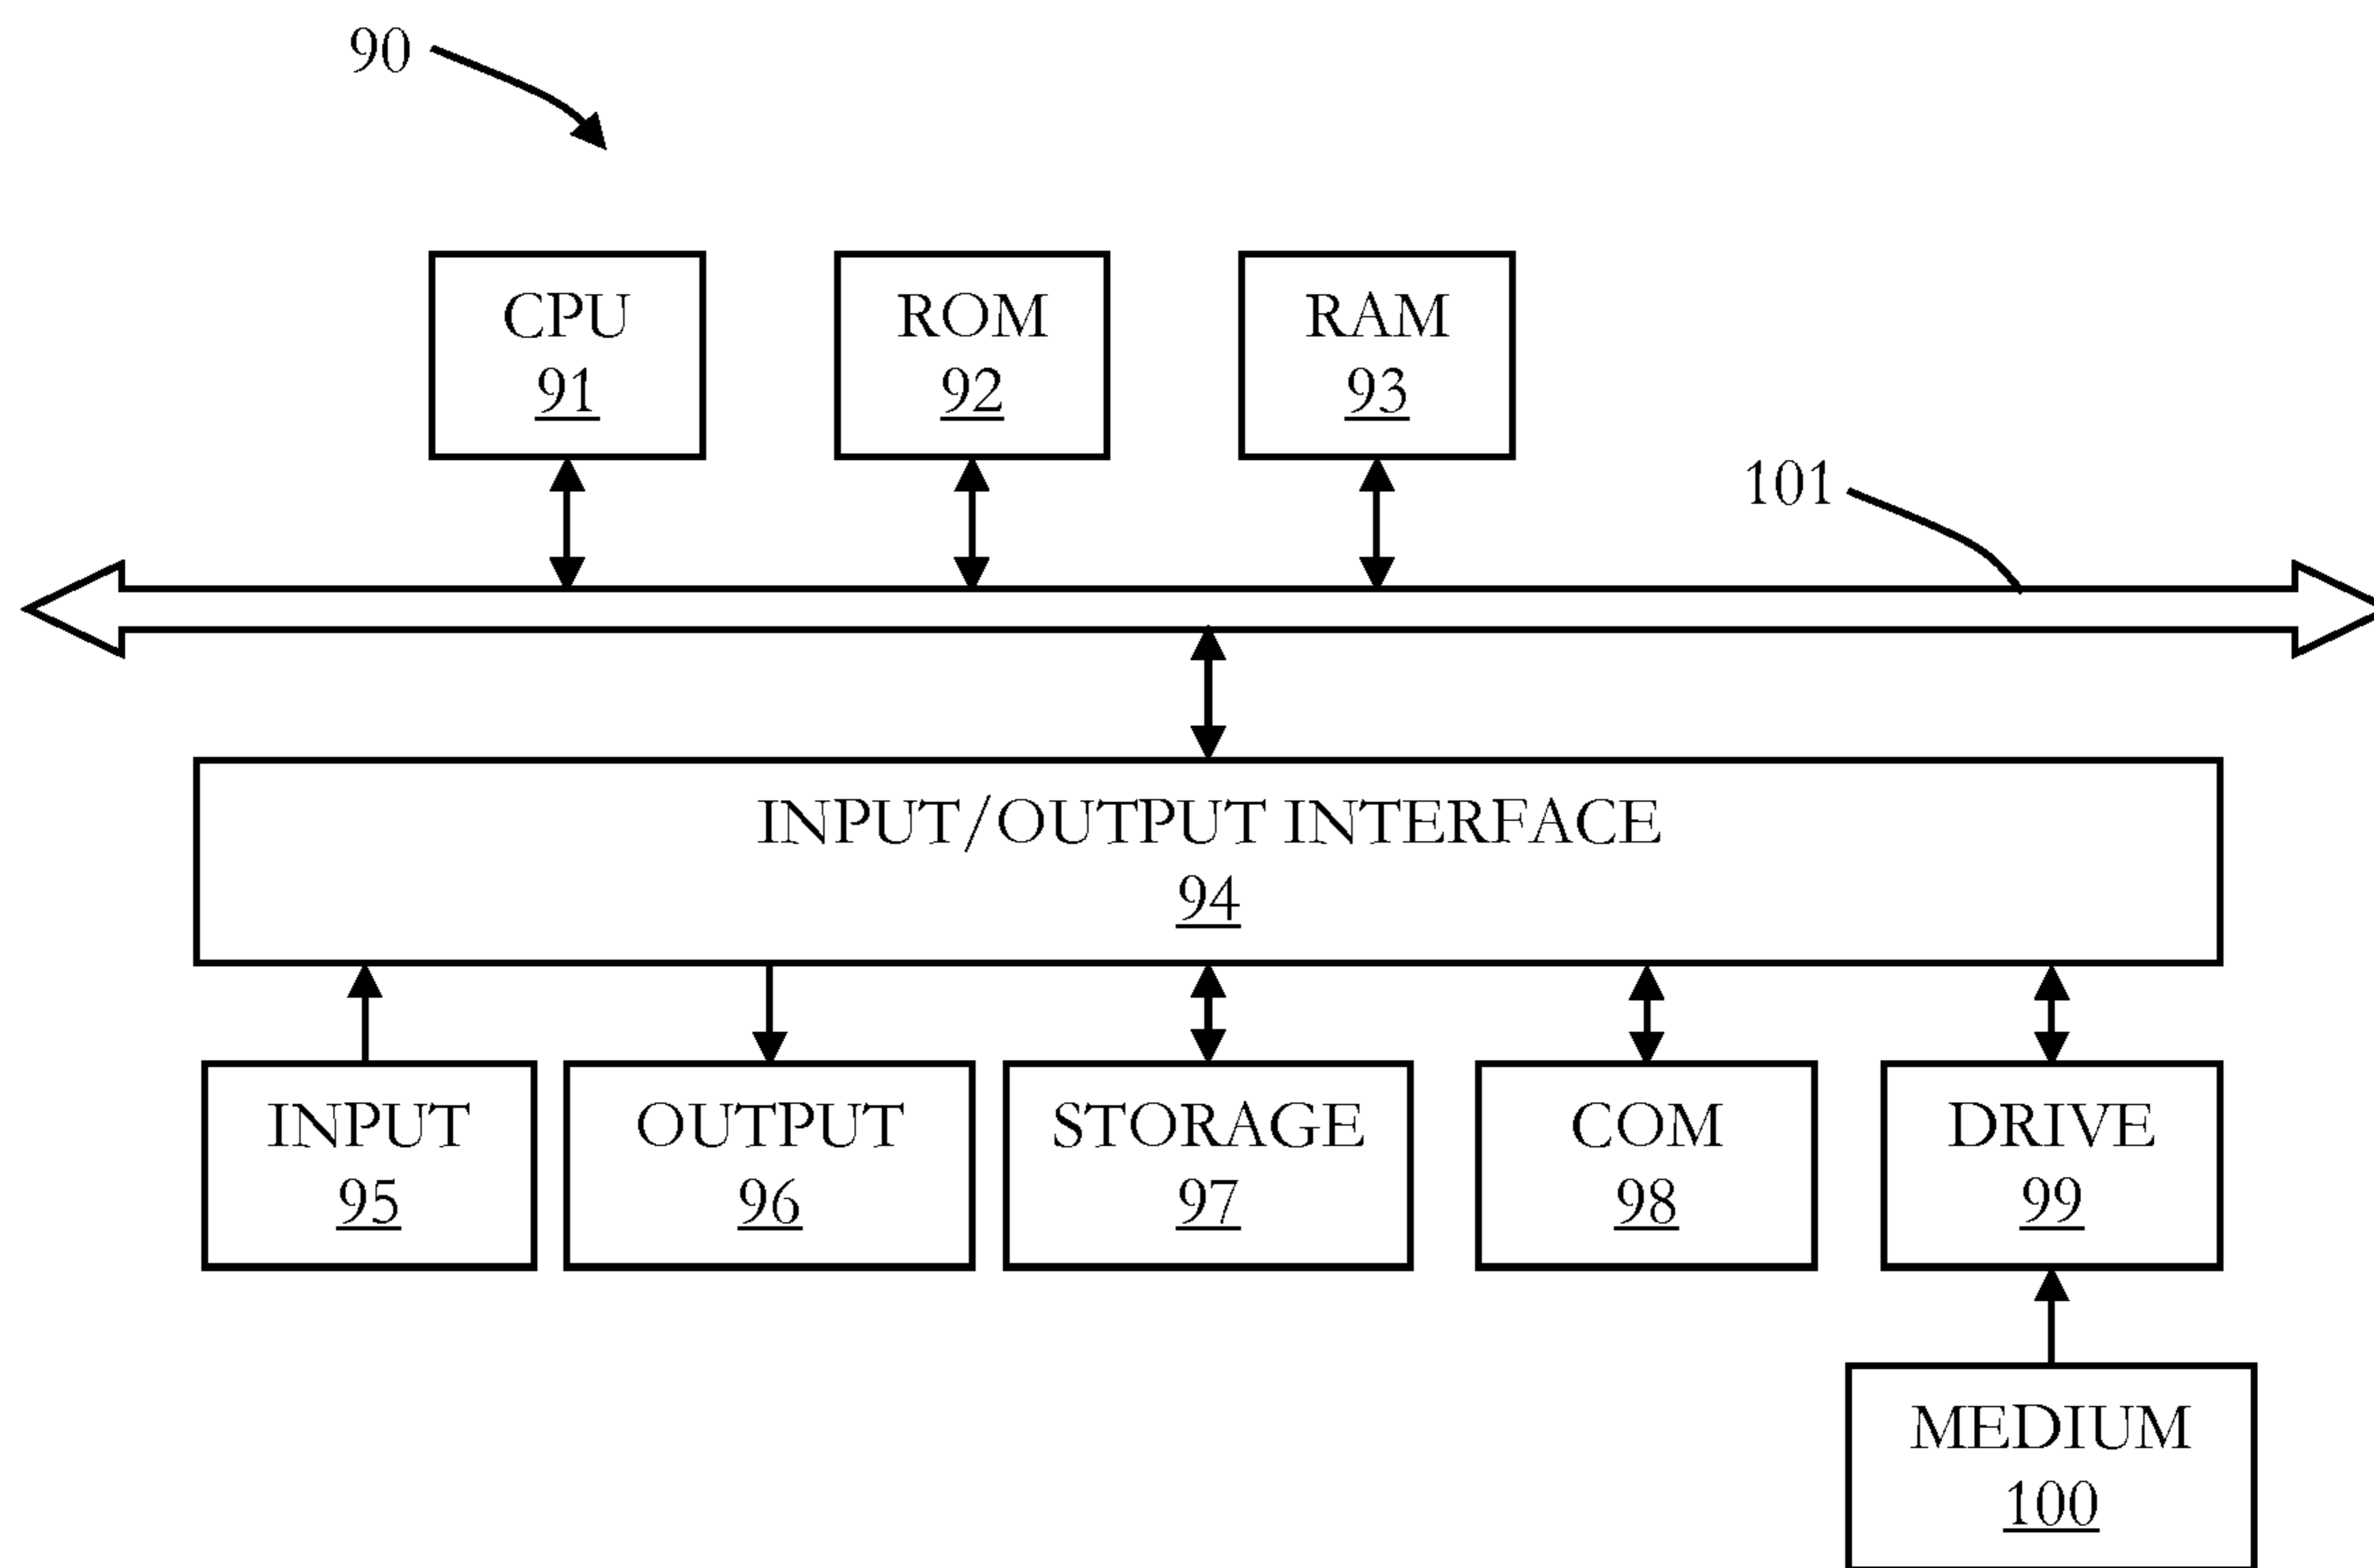 90
CPU
91
ROM
92
RAM
93
101
INPUT/OUTPUT INTERFACE
94
INPUT
95
OUTPUT
96
STORAGE
97
COM
98
DRIVE
99
MEDIUM
100